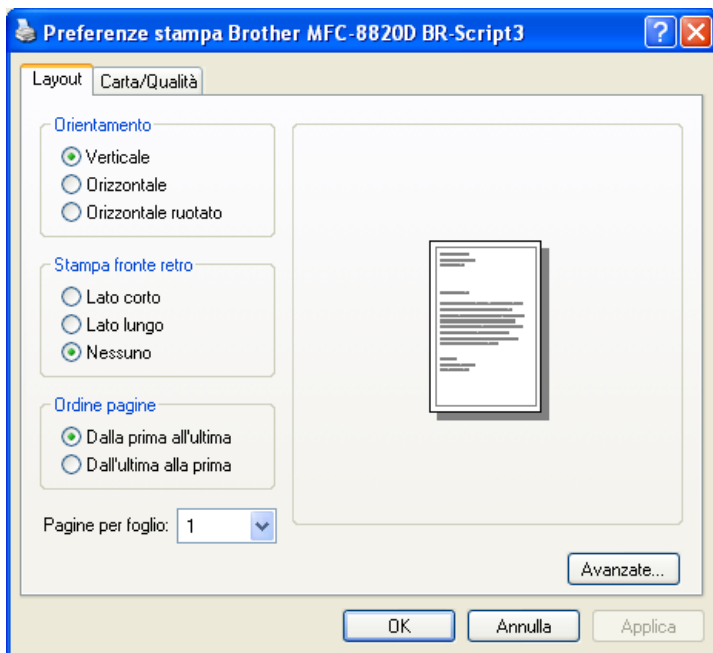 Preferenze stampa Brother MFC-8820D BR-Script3
Layout
Carta/Qualità
Orientamento
Verticale
Orizzontale
Orizzontale ruotato
Stampa fronte retro
Lato corto
Lato lungo
Nessuno
Ordine pagine
Dalla prima all'ultima
Dall'ultima alla prima
Pagine per foglio: 1
Avanzate...
OK
Annulla
Applica